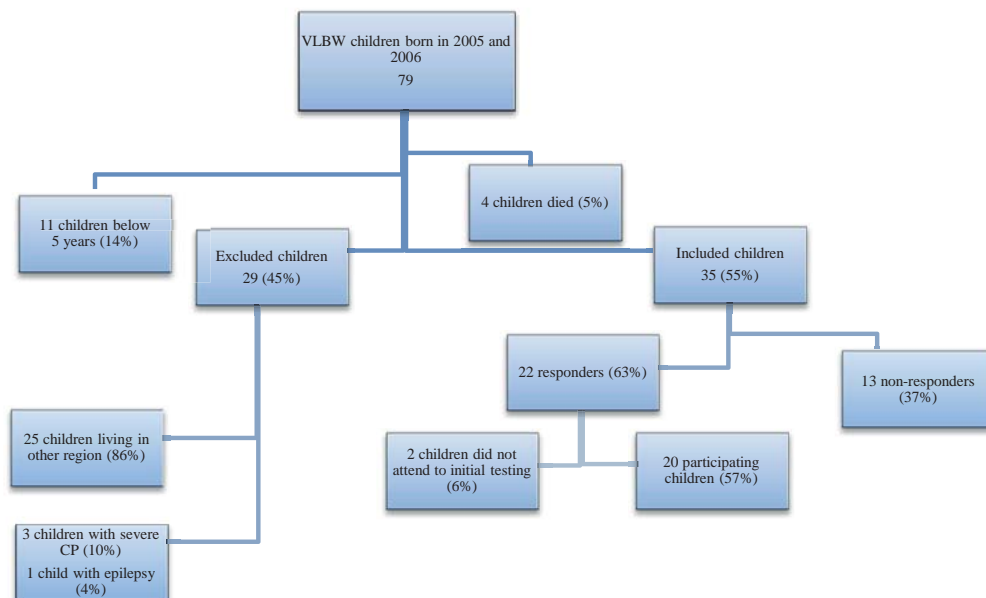 VLBW children born in 2005 and
2006
79
4 children died (5%)
11 children below
5 years (14%)
Excluded children
29 (45%)
Included children
35 (55%)
22 responders (63%)
13 non-responders
(37%)
25 children living in
other region (86%)
2 children did not
attend to initial testing
(6%)
20 participating
children (57%)
3 children with severe
CP (10%)
1 child with epilepsy
(4%)